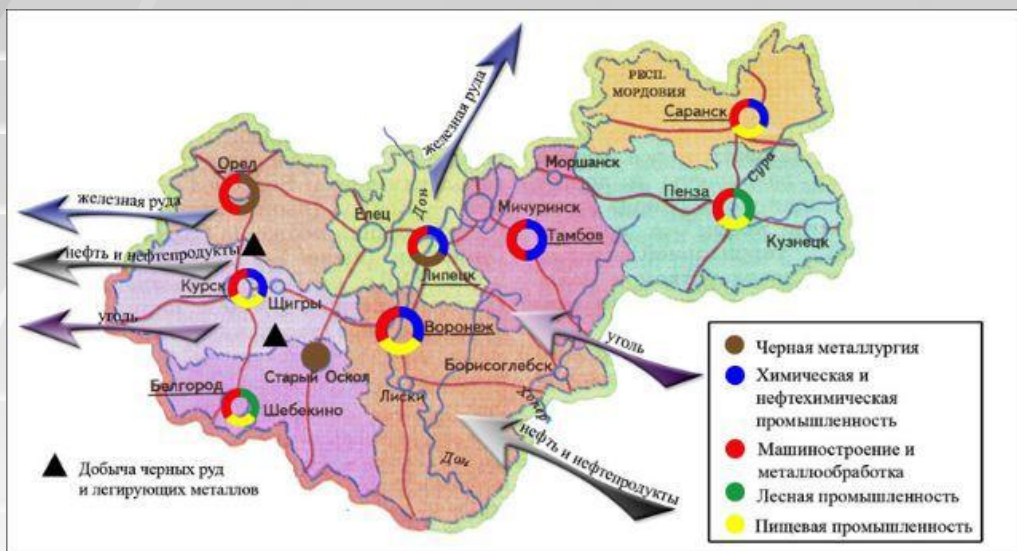 железная руда
РЕСП.
МОРДОВИЯ
Саранск
Орел
Моршанск
Сура
Пенза
железная руда
Елец
Дон
Мичуринск
Тамбов
Кузнецк
нефть и нефтепродукты
Липецк
Курск
Щигры
уголь
Воронеж
уголь
Борисоглебск
Старый Оскол
Белгород
Шебекино
Лиски
Хопер
нефть и нефтепродукты
Дон
Добыча черных руд
и легирующих металлов
Черная металлургия
Химическая и
нефтехимическая
промышленность
Машиностроение и
металлообработка
Лесная промышленность
Пищевая промышленность